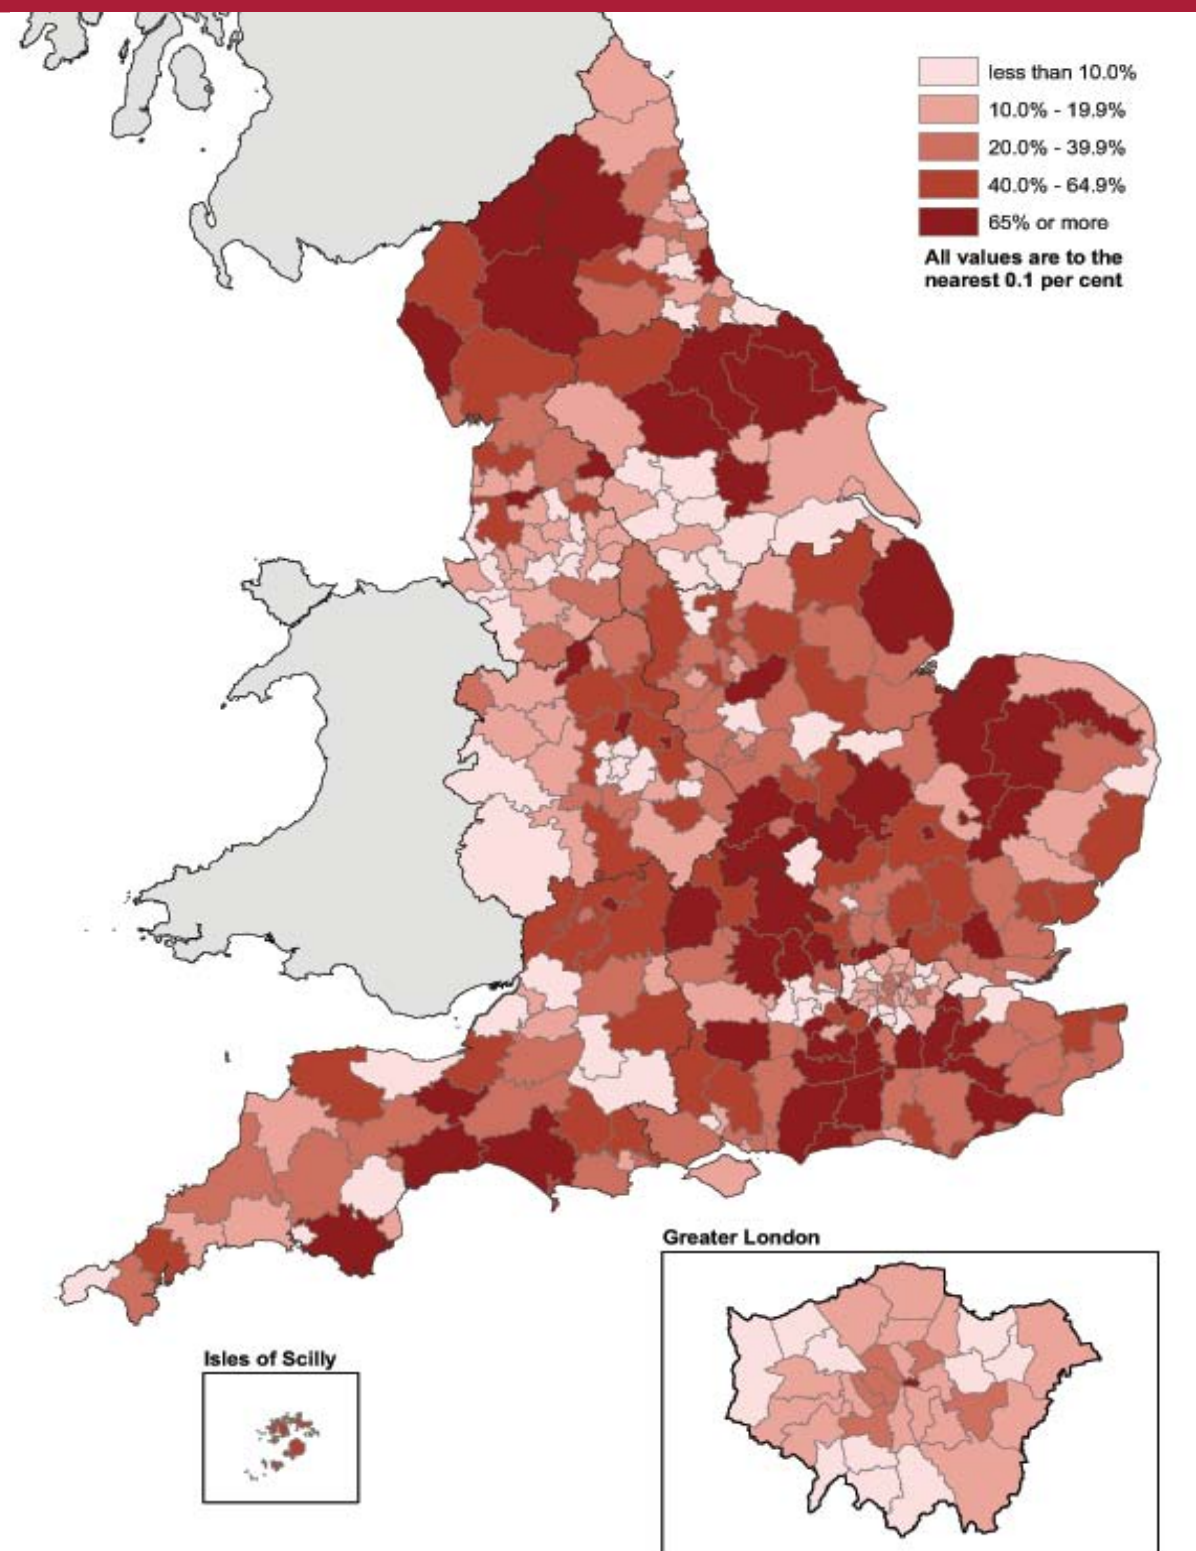 less than 10.0%
10.0% - 19.9%
20.0% - 39.9%
40.0% - 64.9%
65% or more
All values are to the
nearest 0.1 per cent
Greater London
Isles of Scilly